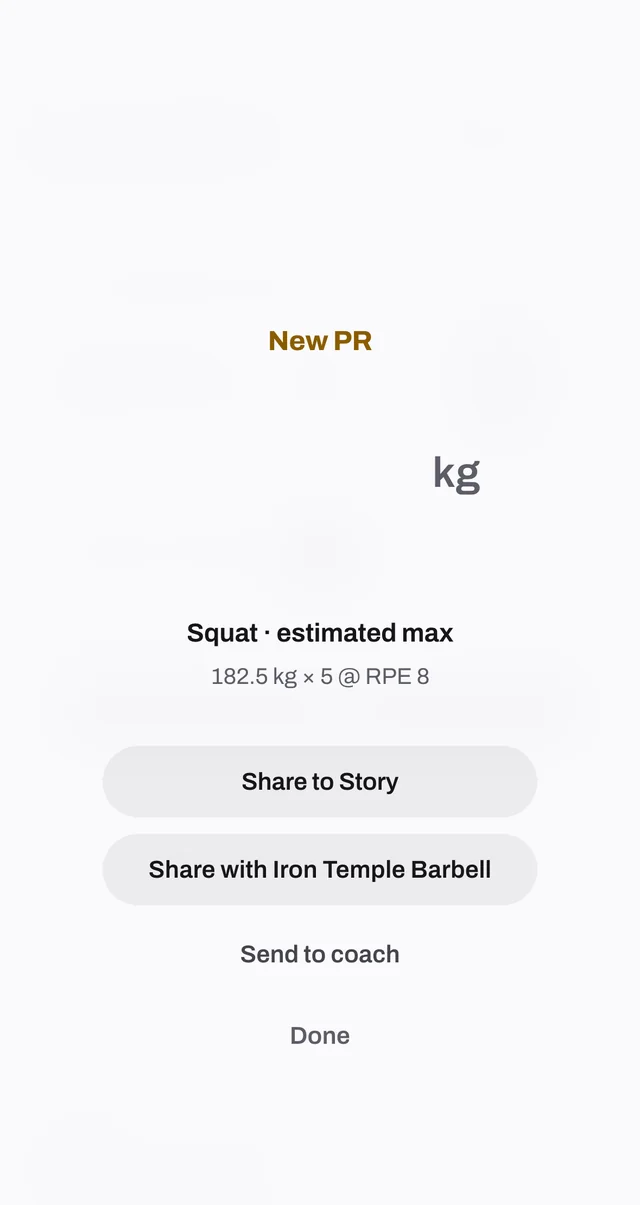 New PR
kg
Squat · estimated max
182.5 kg × 5 @ RPE 8
Share to Story
Share with Iron Temple Barbell
Send to coach
Done